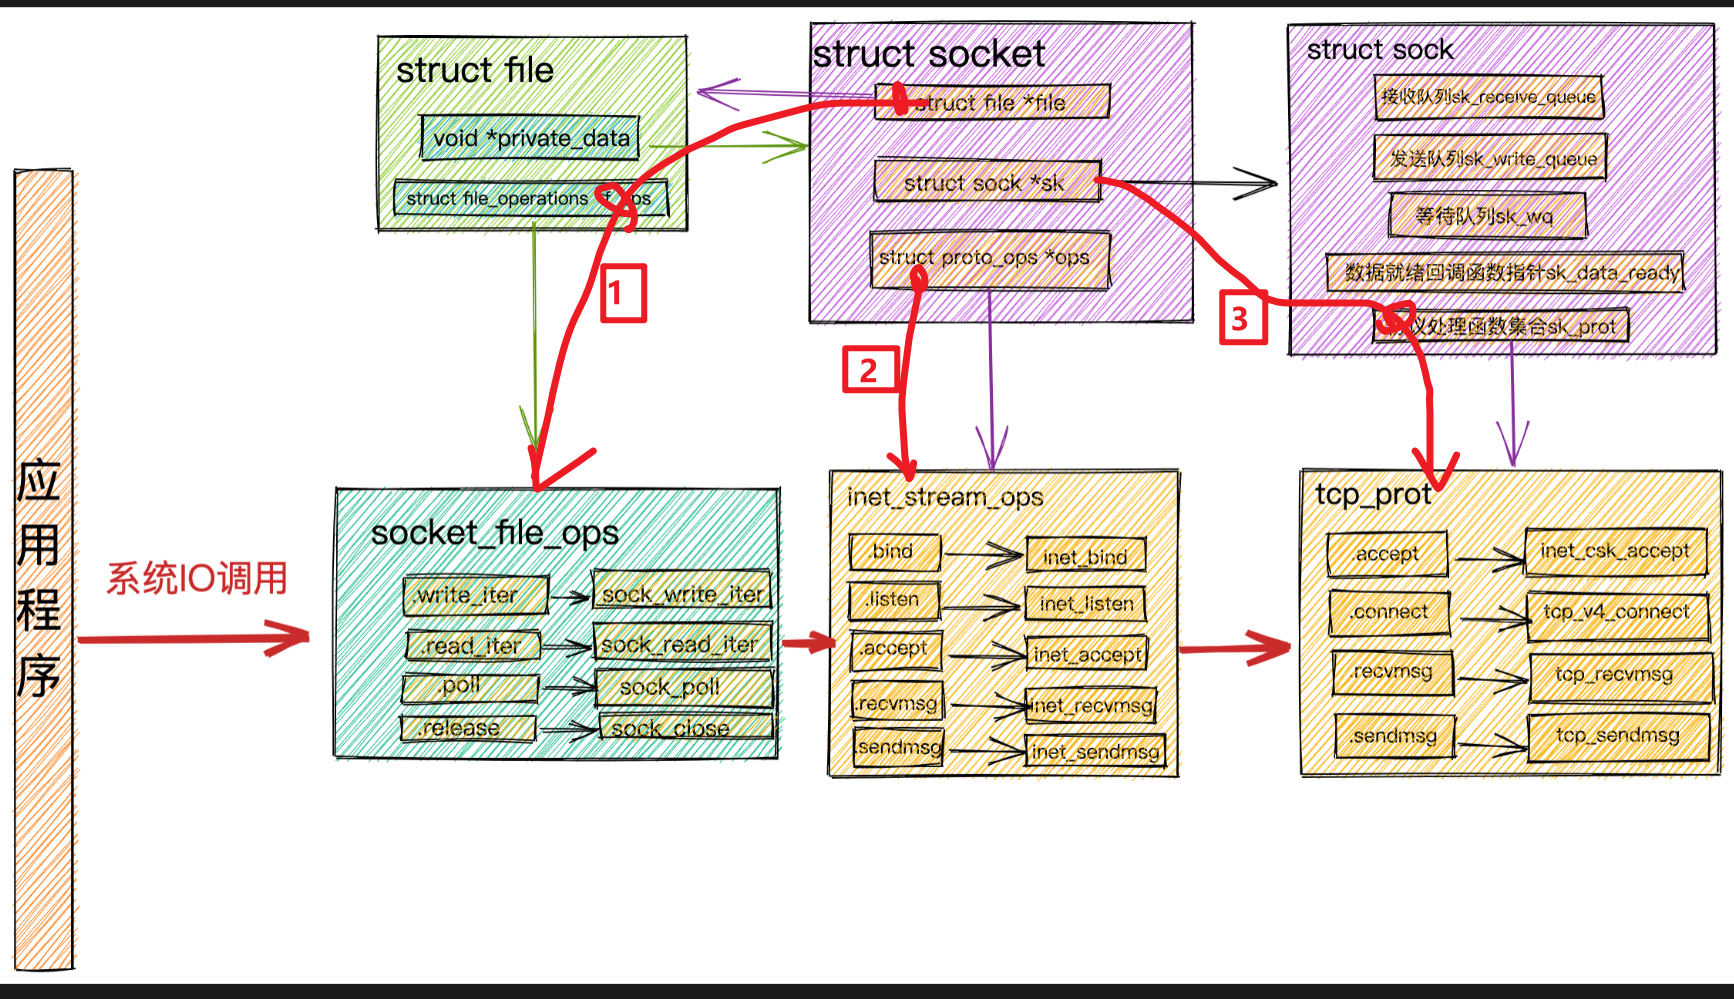 struct file
void *private_data
struct file_operations
struct socket
struct file *file
struct sock *sk
struct proto_ops *ops
struct sock
接收队列sk_receive_queue
发送队列sk_write_queue
等待队列sk_wq
数据就绪回调函数指针sk_data_ready
议处理函数集合sk_prot
1
2
3
应用程序
系统IO调用
socket_file_ops
.write_iter
sock_write_iter
.read_iter
sock_read_iter
.poll
sock_poll
.release
sock_close
inet_stream_ops
.bind
inet_bind
.listen
inet_listen
.accept
inet_accept
.recvmsg
inet_recvmsg
.sendmsg
inet_sendmsg
tcp_prot
.accept
inet_csk_accept
.connect
tcp_v4_connect
.recvmsg
tcp_recvmsg
.sendmsg
tcp_sendmsg